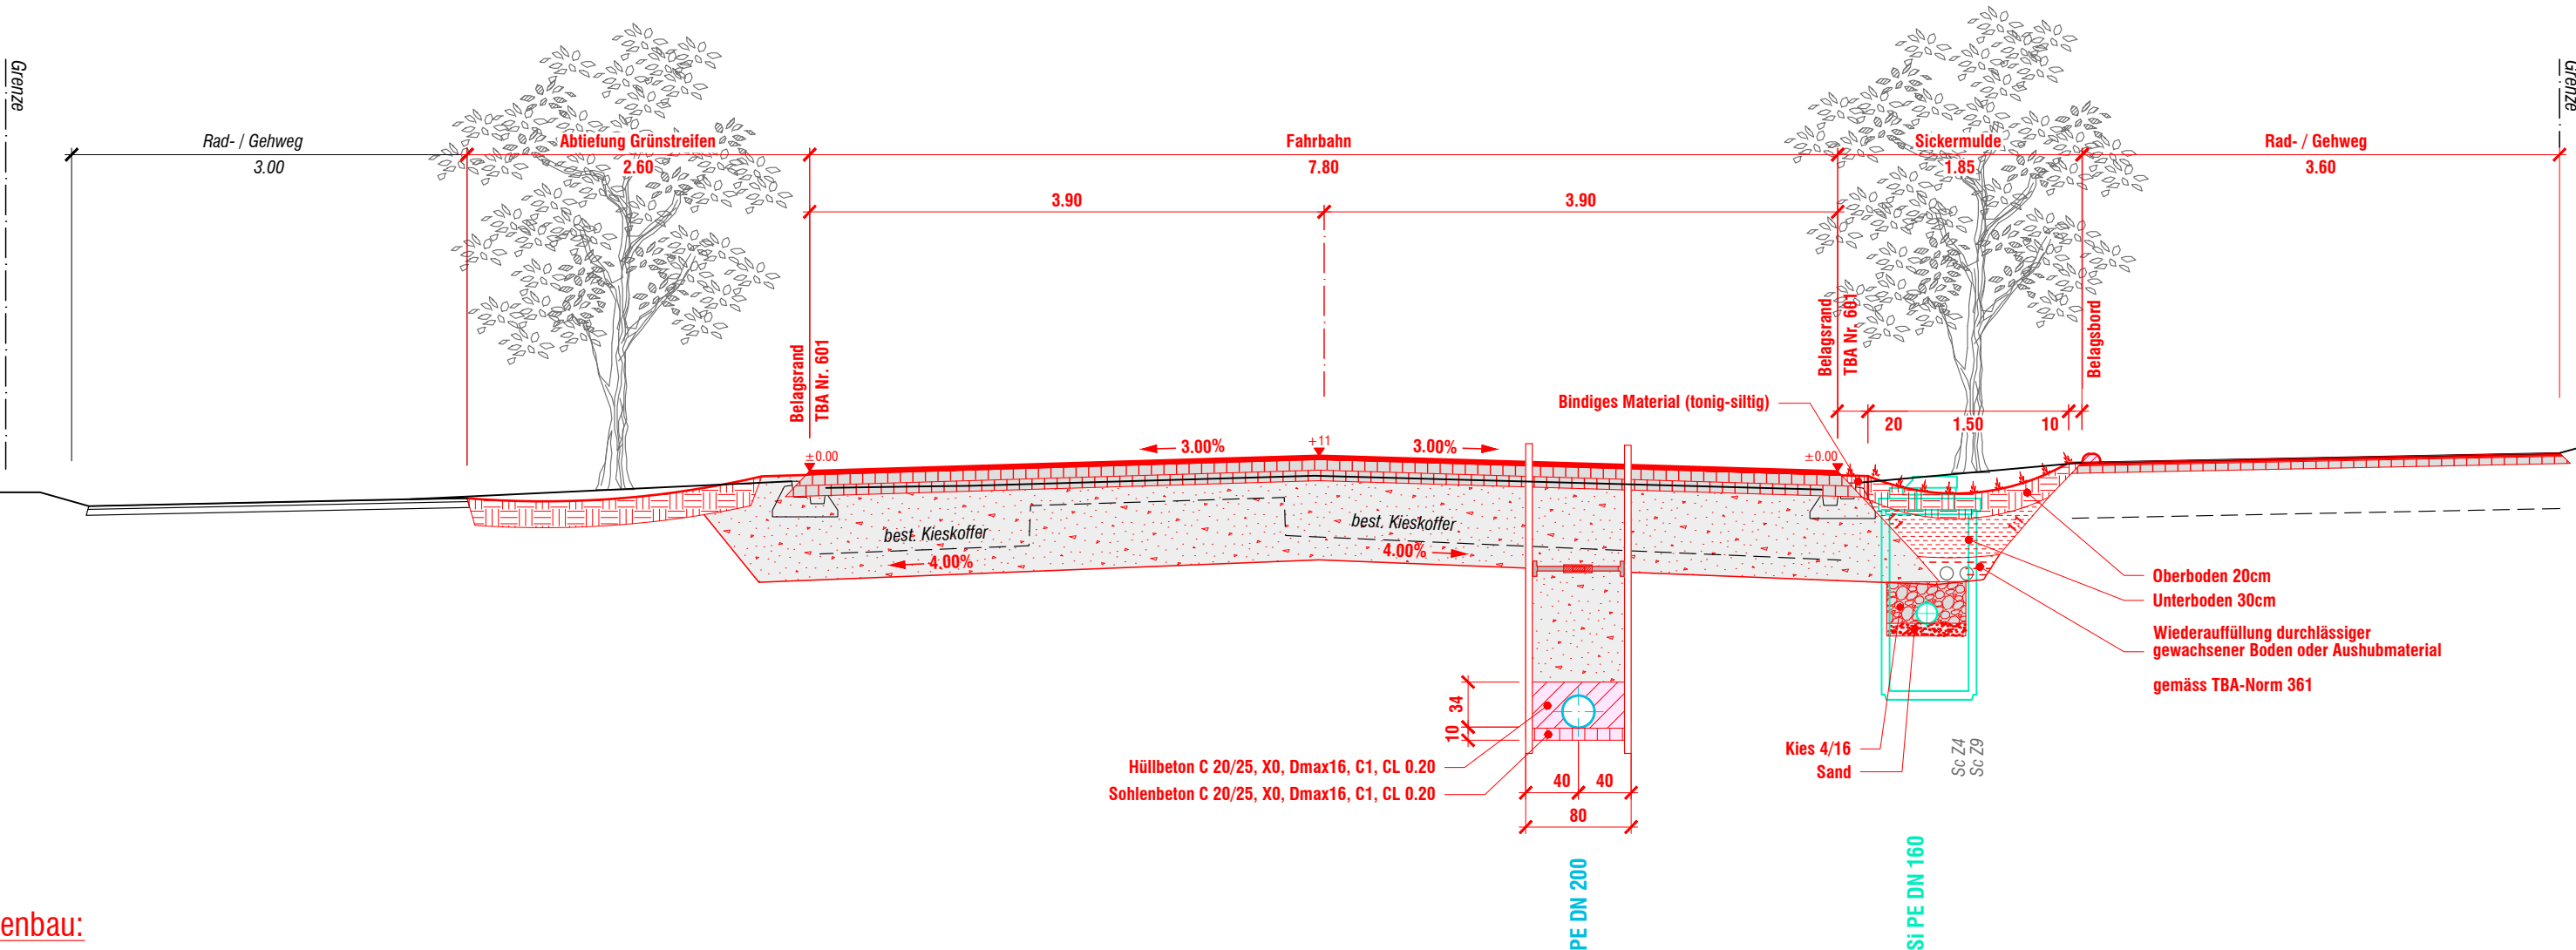 Grenze
Grenze
Rad- / Gehweg
3.00
Abtiefung Grünstreifen
2.60
Fahrbahn
7.80
Sickermulde
1.85
Rad- / Gehweg
3.60
3.90
3.90
Belagsrand
TBA Nr. 601
Belagsrand
TBA Nr. 601
Belagsbord
Bindiges Material (tonig-siltig)
20
1.50
10
±0.00
3.00%
+11
3.00%
±0.00
best. Kieskoffer
4.00%
best. Kieskoffer
4.00%
1:1
1:1
Oberboden 20cm
Unterboden 30cm
Wiederauffüllung durchlässiger
gewachsener Boden oder Aushubmaterial
gemäss TBA-Norm 361
34
10
Hüllbeton C 20/25, X0, Dmax16, C1, CL 0.20
Sohlenbeton C 20/25, X0, Dmax16, C1, CL 0.20
40
40
80
Kies 4/16
Sand
Sc Z4
Sc Z9
PE DN 200
Si PE DN 160
enbau: